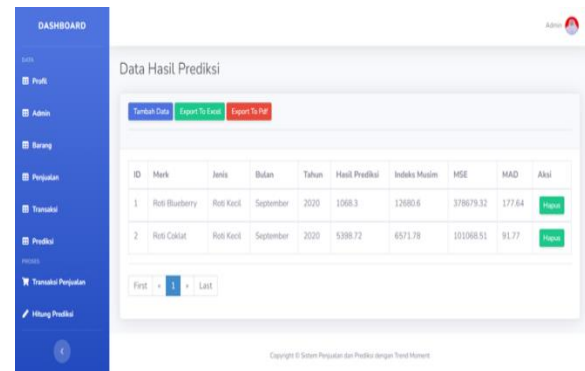 DASHBOARD
Admin
DATA
Profil
Admin
Barang
Penjualan
Transaksi
Prediksi
PROSES
Transaksi Penjualan
Hitung Prediksi
Data Hasil Prediksi
Tambah Data Export To Excel Export To Pdf
ID Merk Jenis Bulan Tahun Hasil Prediksi Indeks Musim MSE MAD Aksi
1 Roti Blueberry Roti Kecil September 2020 1068.3 12680.6 378679.32 177.64 Hapus
2 Roti Coklat Roti Kecil September 2020 5398.72 6571.78 101068.51 91.77 Hapus
First « 1 » Last
Copyright © Sistem Penjualan dan Prediksi dengan Trend Moment